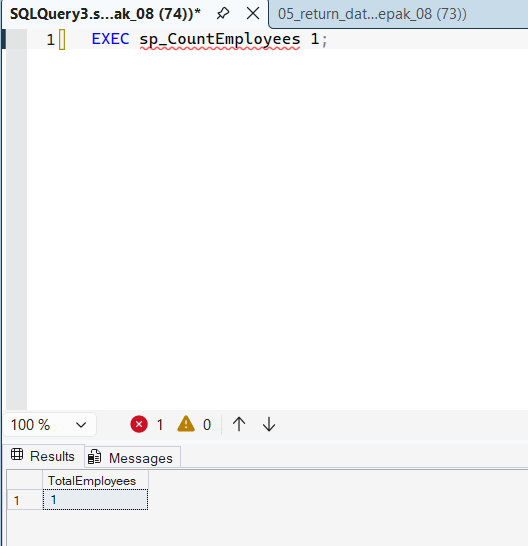 SQLQuery3.s...ak_08 (74))*
05_return_dat...epak_08 (73))
1 EXEC sp_CountEmployees 1;
100 % 1 0
Results Messages
TotalEmployees
1 1